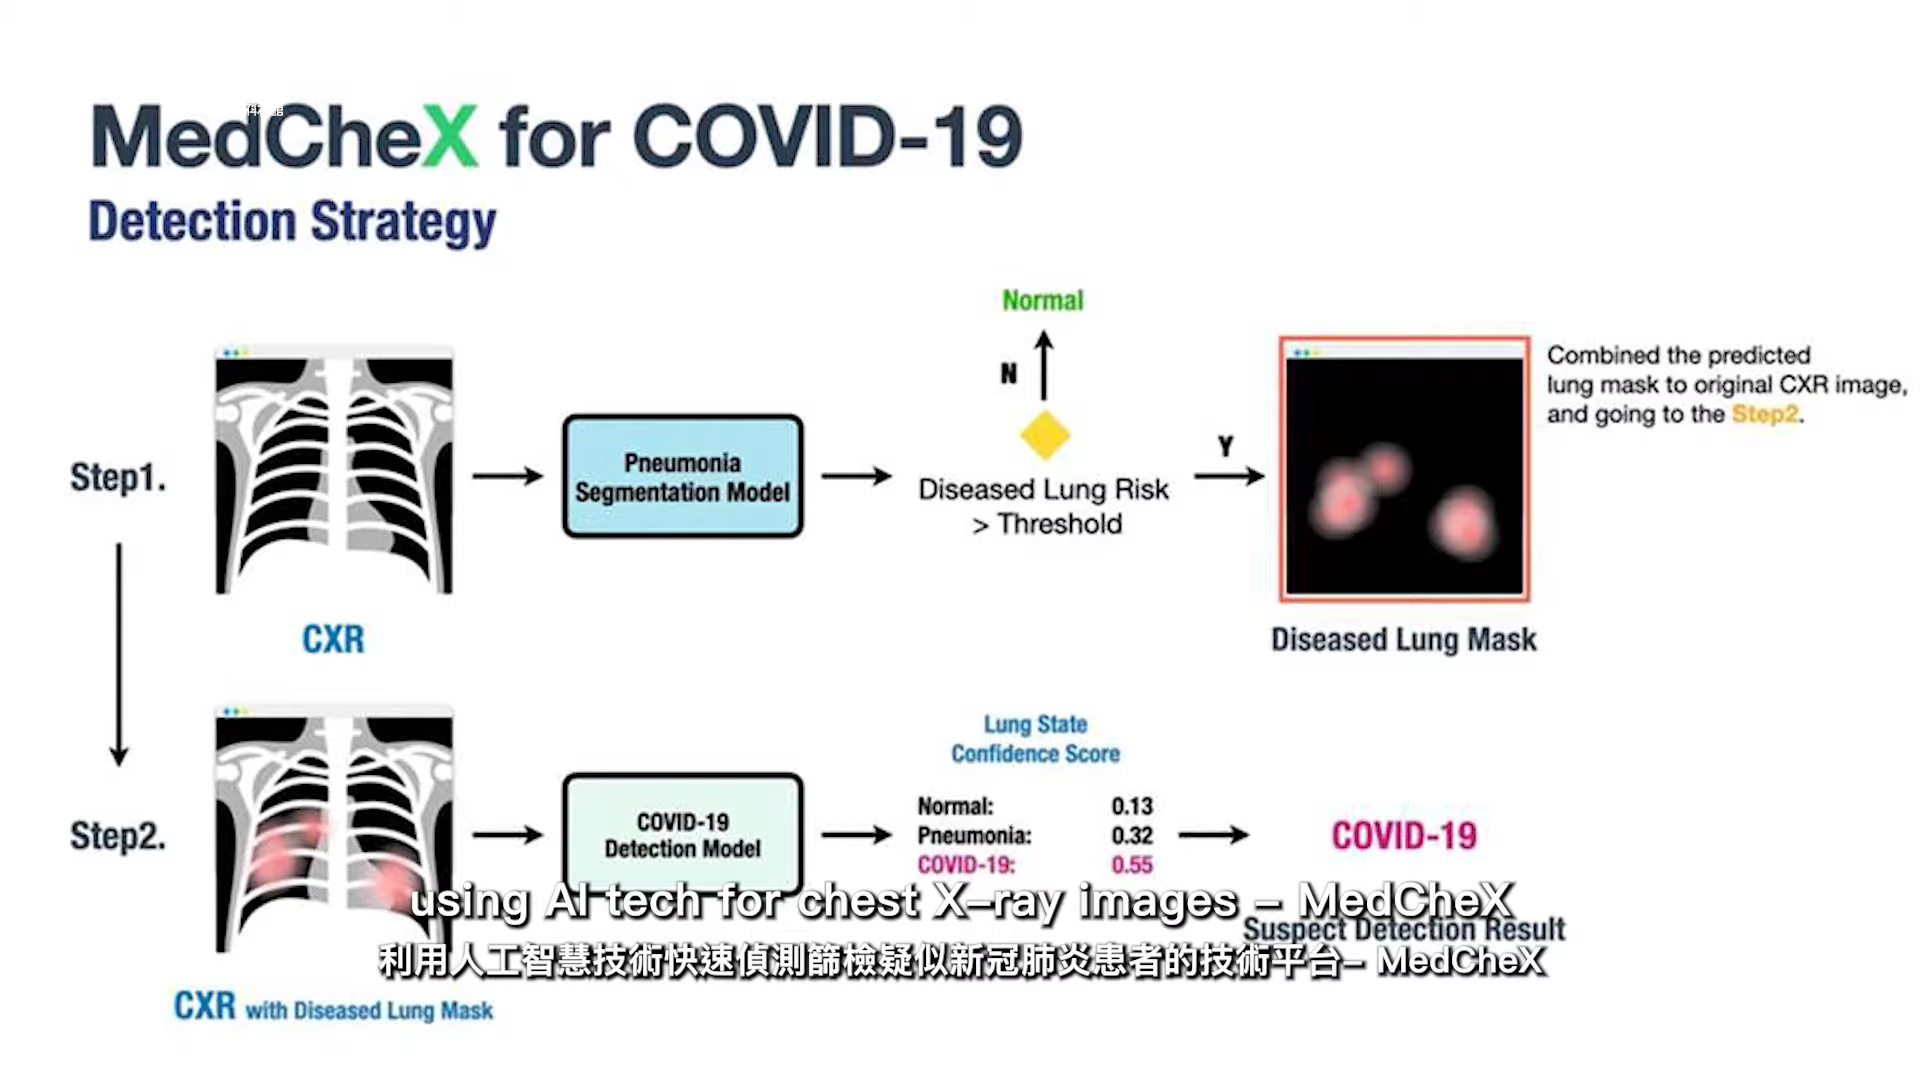 MedCheX for COVID-19
Detection Strategy
Normal
N
Y
Combined the predicted
lung mask to original CXR image,
and going to the Step2.
Step1.
Pneumonia
Segmentation Model
Diseased Lung Risk
> Threshold
CXR
Diseased Lung Mask
Lung State
Confidence Score
Step2.
COVID-19
Detection Model
Normal: 0.13
Pneumonia: 0.32
COVID-19: 0.55
COVID-19
Suspect Detection Result
CXR with Diseased Lung Mask
using AI tech for chest X-ray images - MedCheX
利用人工智慧技術快速偵測篩檢疑似新冠肺炎患者的技術平台- MedCheX